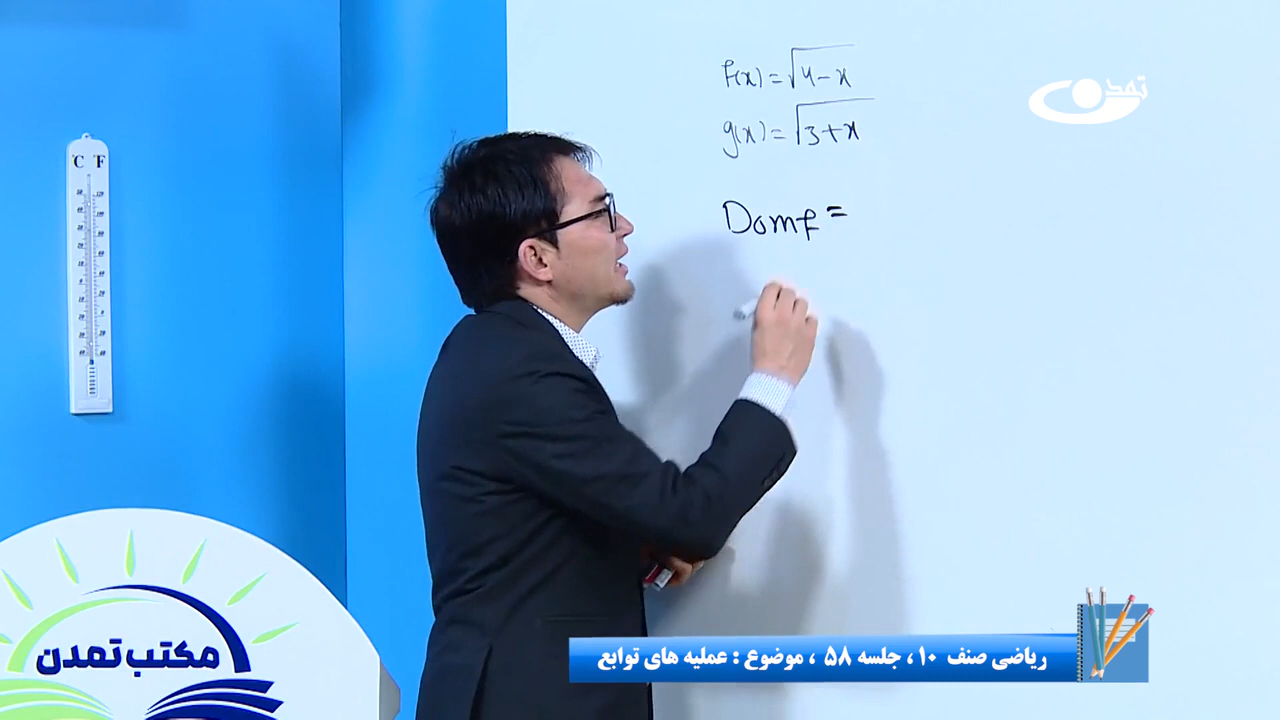 f(x) = √4-x
g(x) = √3+x
Domf =
تمدن
°C °F
مکتب تمدن
ریاضی صنف ۱۰، جلسه ۵۸، موضوع : عملیه های توابع